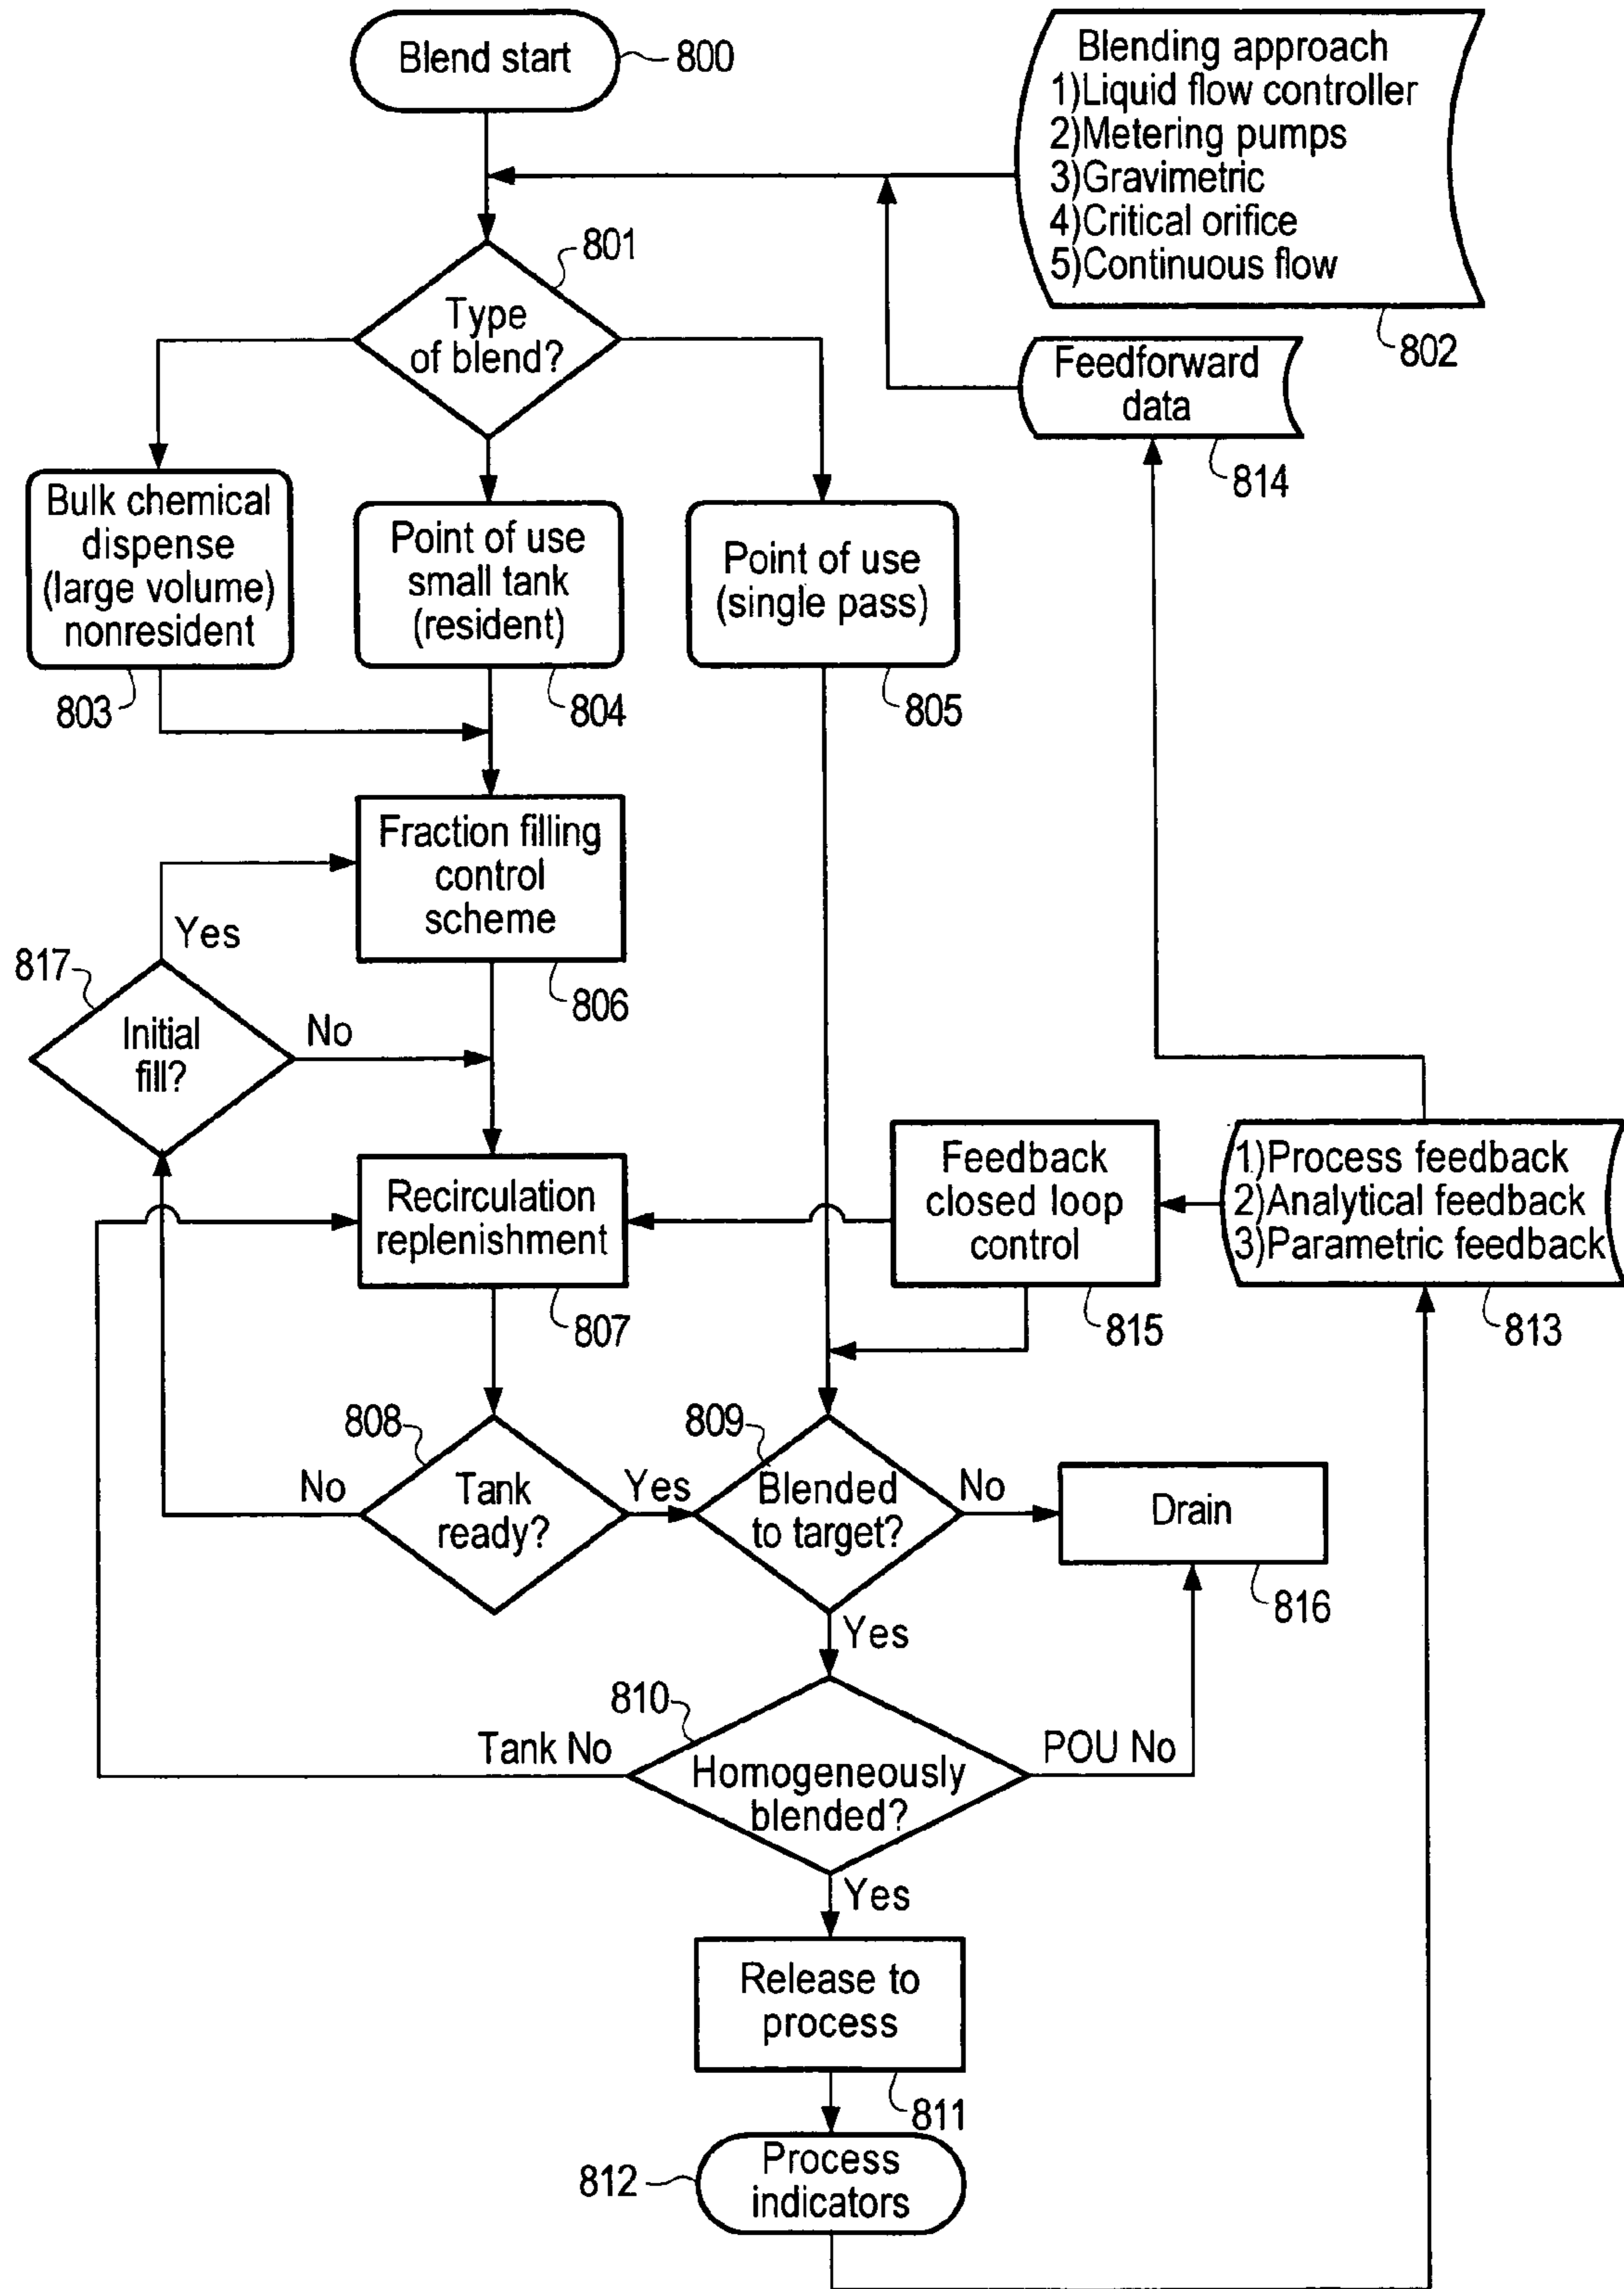 Blend start
800
Blending approach
1)Liquid flow controller
2)Metering pumps
3)Gravimetric
4)Critical orifice
5)Continuous flow
802
801
Type
of blend?
Feedforward
data
814
Bulk chemical
dispense
(large volume)
nonresident
803
Point of use
small tank
(resident)
804
Point of use
(single pass)
805
Fraction filling
control
scheme
806
Yes
817
Initial
fill?
No
Recirculation
replenishment
807
Feedback
closed loop
control
815
1)Process feedback
2)Analytical feedback
3)Parametric feedback
813
808
Tank
ready?
No
Yes
809
Blended
to target?
No
Drain
816
Yes
810
Tank No
Homogeneously
blended?
POU No
Yes
Release to
process
811
812
Process
indicators